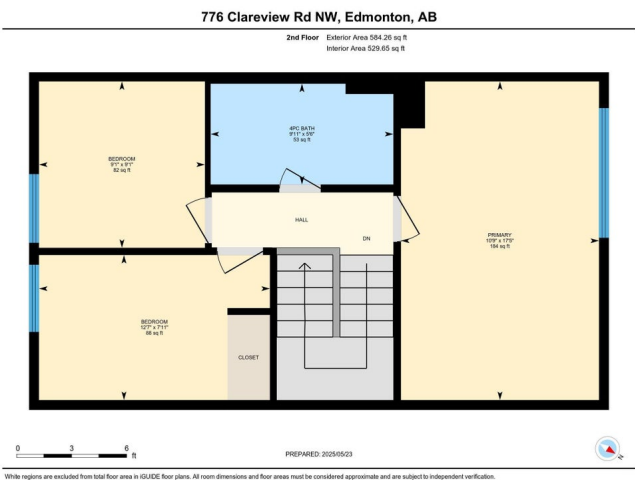 776 Clareview Rd NW, Edmonton, AB
2nd Floor Exterior Area 584.26 sq ft
Interior Area 529.65 sq ft
4PC BATH
9'11" x 5'6"
53 sq ft
BEDROOM
9'1" x 9'1"
82 sq ft
HALL
DN
PRIMARY
10'9" x 17'5"
184 sq ft
BEDROOM
12'7" x 7'11"
88 sq ft
CLOSET
0 3 6
ft
PREPARED: 2025/05/23
N
White regions are excluded from total floor area in iGUIDE floor plans. All room dimensions and floor areas must be considered approximate and are subject to independent verification.